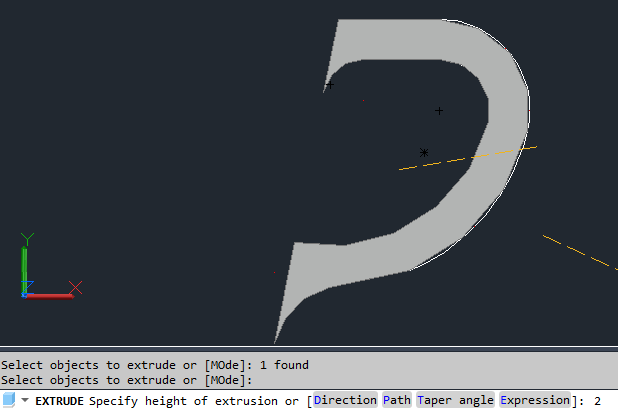 Y
X
Z
Select objects to extrude or [MOde]: 1 found
Select objects to extrude or [MOde]:
EXTRUDE Specify height of extrusion or [Direction Path Taper angle Expression]: 2